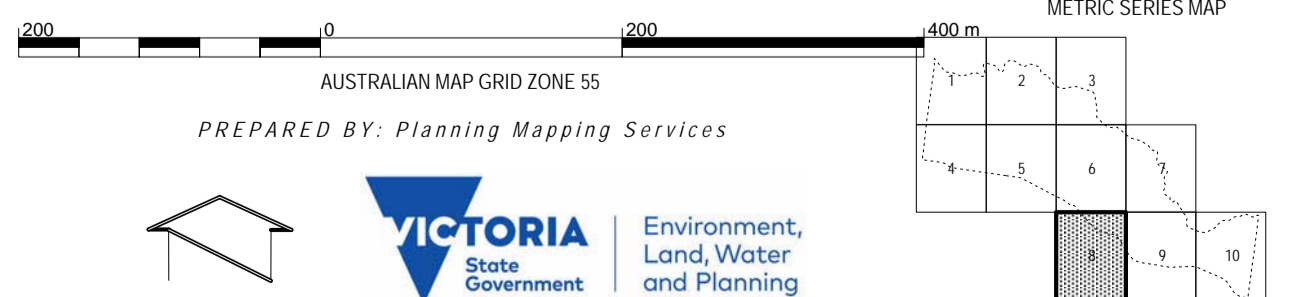 METRIC SERIES MAP
200 0 200 400 m
AUSTRALIAN MAP GRID ZONE 55
PREPARED BY: Planning Mapping Services
VICTORIA
State
Government
Environment,
Land, Water
and Planning
1 2 3
4 5 6 7
8 9 10